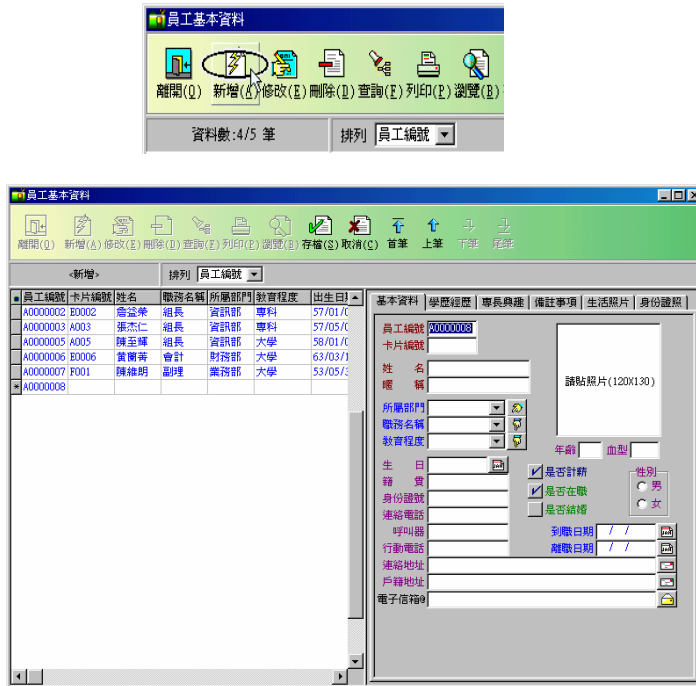 員工基本資料
離開(Q) 新增(A) 修改(E) 刪除(D) 查詢(F) 列印(P) 瀏覽(B)
資料數:4/5 筆 排列 員工編號
員工基本資料
離開(Q) 新增(A) 修改(E) 刪除(D) 查詢(F) 列印(P) 瀏覽(B) 存檔(S) 取消(C) 首筆 上筆 下筆 尾筆
<新增> 排列 員工編號
員工編號 卡片編號 姓名 職務名稱 所屬部門 教育程度 出生日
A0000002 E0002 詹益榮 組長 資訊部 專科 57/01/0
A0000003 A003 張杰仁 組長 資訊部 專科 57/05/0
A0000005 A005 陳至輝 組長 資訊部 大學 58/01/0
A0000006 E0006 黃蘭菁 會計 財務部 大學 63/03/1
A0000007 F001 陳維明 副理 業務部 大學 53/05/3
* A0000008
基本資料 學歷經歷 專長興趣 備註事項 生活照片 身份證照
員工編號 A0000008
卡片編號
姓 名
暱 稱
請貼照片(120X130)
所屬部門
職務名稱
教育程度
年齡 血型
生 日
籍 貫
身份證號
連絡電話
呼叫器
行動電話
連絡地址
戶籍地址
電子信箱@
是否計薪
是否在職
是否結婚
性別
男
女
到職日期 / /
離職日期 / /